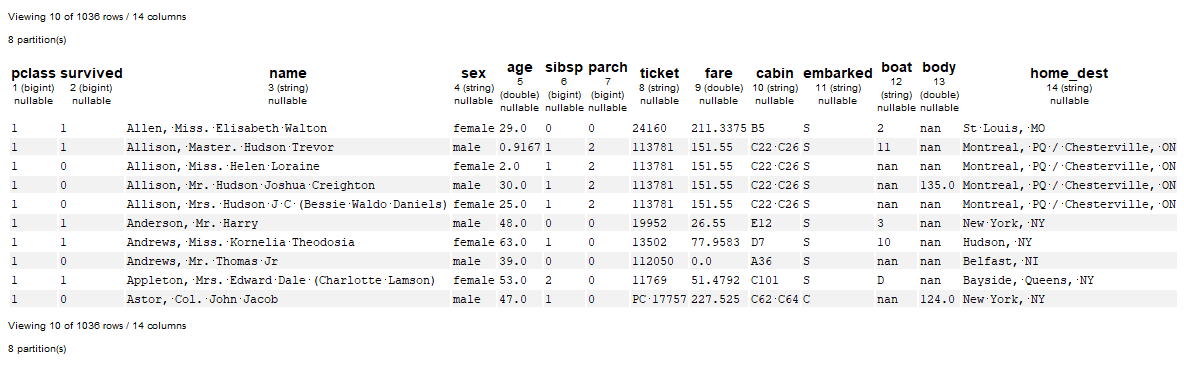 Viewing 10 of 1036 rows / 14 columns
8 partition(s)
pclass survived name sex age sibsp parch ticket fare cabin embarked boat body home_dest
1 (bigint) 2 (bigint) 3 (string) 4 (string) 5 (double) 6 (bigint) 7 (bigint) 8 (string) 9 (double) 10 (string) 11 (string) 12 (string) 13 (double) 14 (string)
nullable nullable nullable nullable nullable nullable nullable nullable nullable nullable nullable nullable nullable nullable
1 1 Allen,·Miss.·Elisabeth·Walton female 29.0 0 0 24160 211.3375 B5 S 2 nan St·Louis,·MO
1 1 Allison,·Master.·Hudson·Trevor male 0.9167 1 2 113781 151.55 C22·C26 S 11 nan Montreal,·PQ·/·Chesterville,·ON
1 0 Allison,·Miss.·Helen·Loraine female 2.0 1 2 113781 151.55 C22·C26 S nan nan Montreal,·PQ·/·Chesterville,·ON
1 0 Allison,·Mr.·Hudson·Joshua·Creighton male 30.0 1 2 113781 151.55 C22·C26 S nan 135.0 Montreal,·PQ·/·Chesterville,·ON
1 0 Allison,·Mrs.·Hudson·J·C·(Bessie·Waldo·Daniels) female 25.0 1 2 113781 151.55 C22·C26 S nan nan Montreal,·PQ·/·Chesterville,·ON
1 1 Anderson,·Mr.·Harry male 48.0 0 0 19952 26.55 E12 S 3 nan New·York,·NY
1 1 Andrews,·Miss.·Kornelia·Theodosia female 63.0 1 0 13502 77.9583 D7 S 10 nan Hudson,·NY
1 0 Andrews,·Mr.·Thomas·Jr male 39.0 0 0 112050 0.0 A36 S nan nan Belfast,·NI
1 1 Appleton,·Mrs.·Edward·Dale·(Charlotte·Lamson) female 53.0 2 0 11769 51.4792 C101 S D nan Bayside,·Queens,·NY
1 0 Astor,·Col.·John·Jacob male 47.0 1 0 PC·17757 227.525 C62·C64 C nan 124.0 New·York,·NY
Viewing 10 of 1036 rows / 14 columns
8 partition(s)